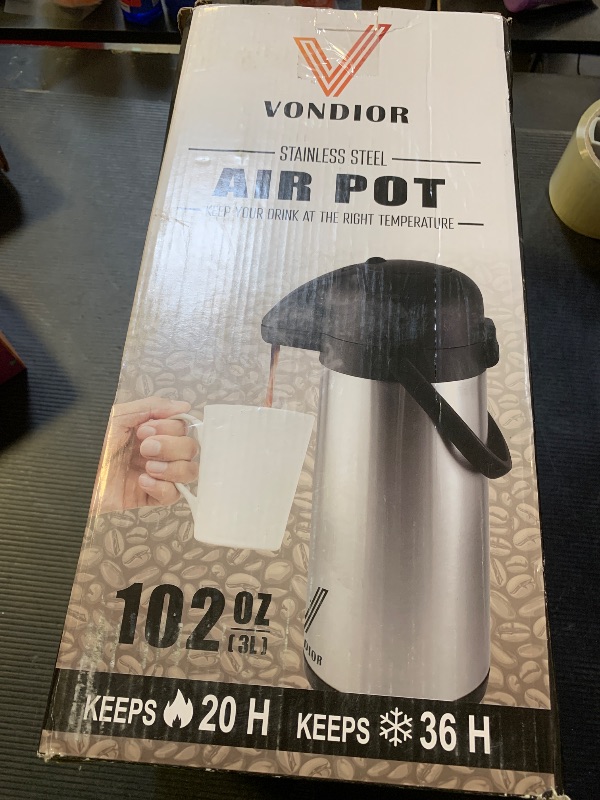 VONDIOR
STAINLESS STEEL
AIR POT
KEEP YOUR DRINK AT THE RIGHT TEMPERATURE
102 OZ
(3L)
DIOR
KEEPS 20 H KEEPS 36 H